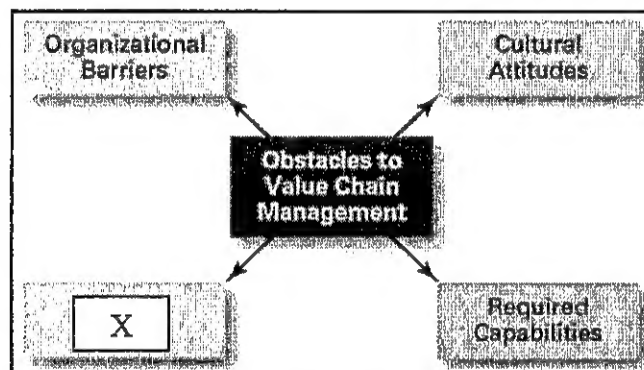 Organizational
Barriers
Cultural
Attitudes
Obstacles to
Value Chain
Management
X
Required
Capabilities